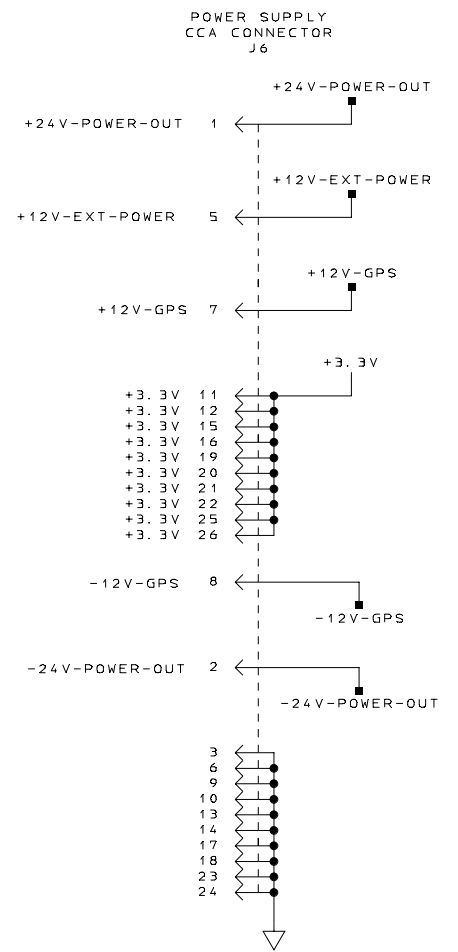 POWER SUPPLY
CCA CONNECTOR
J6
+24V-POWER-OUT
+24V-POWER-OUT 1
+12V-EXT-POWER
+12V-EXT-POWER 5
+12V-GPS
+12V-GPS 7
+3.3V
+3.3V 11
+3.3V 12
+3.3V 15
+3.3V 16
+3.3V 19
+3.3V 20
+3.3V 21
+3.3V 22
+3.3V 25
+3.3V 26
-12V-GPS 8
-12V-GPS
-24V-POWER-OUT 2
-24V-POWER-OUT
3
6
9
10
13
14
17
18
23
24